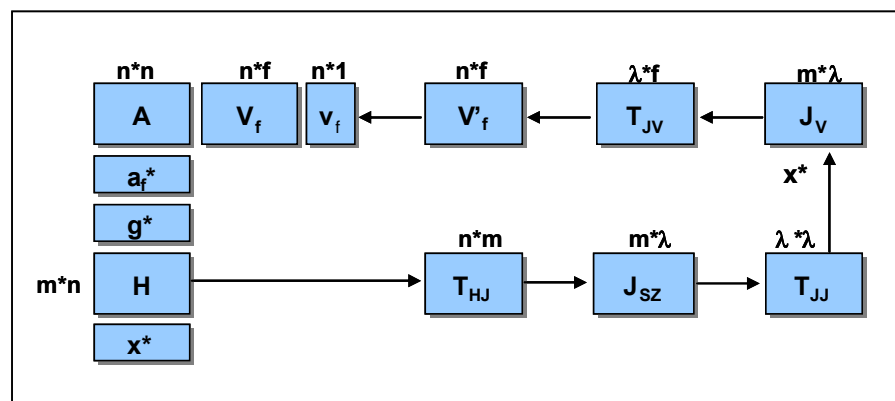 n*n n*f n*1 n*f λ*f m*λ
A V_f v_f V'_f T_JV J_V
a_f* x*
g* n*m m*λ λ*λ
m*n H T_HJ J_SZ T_JJ
x*